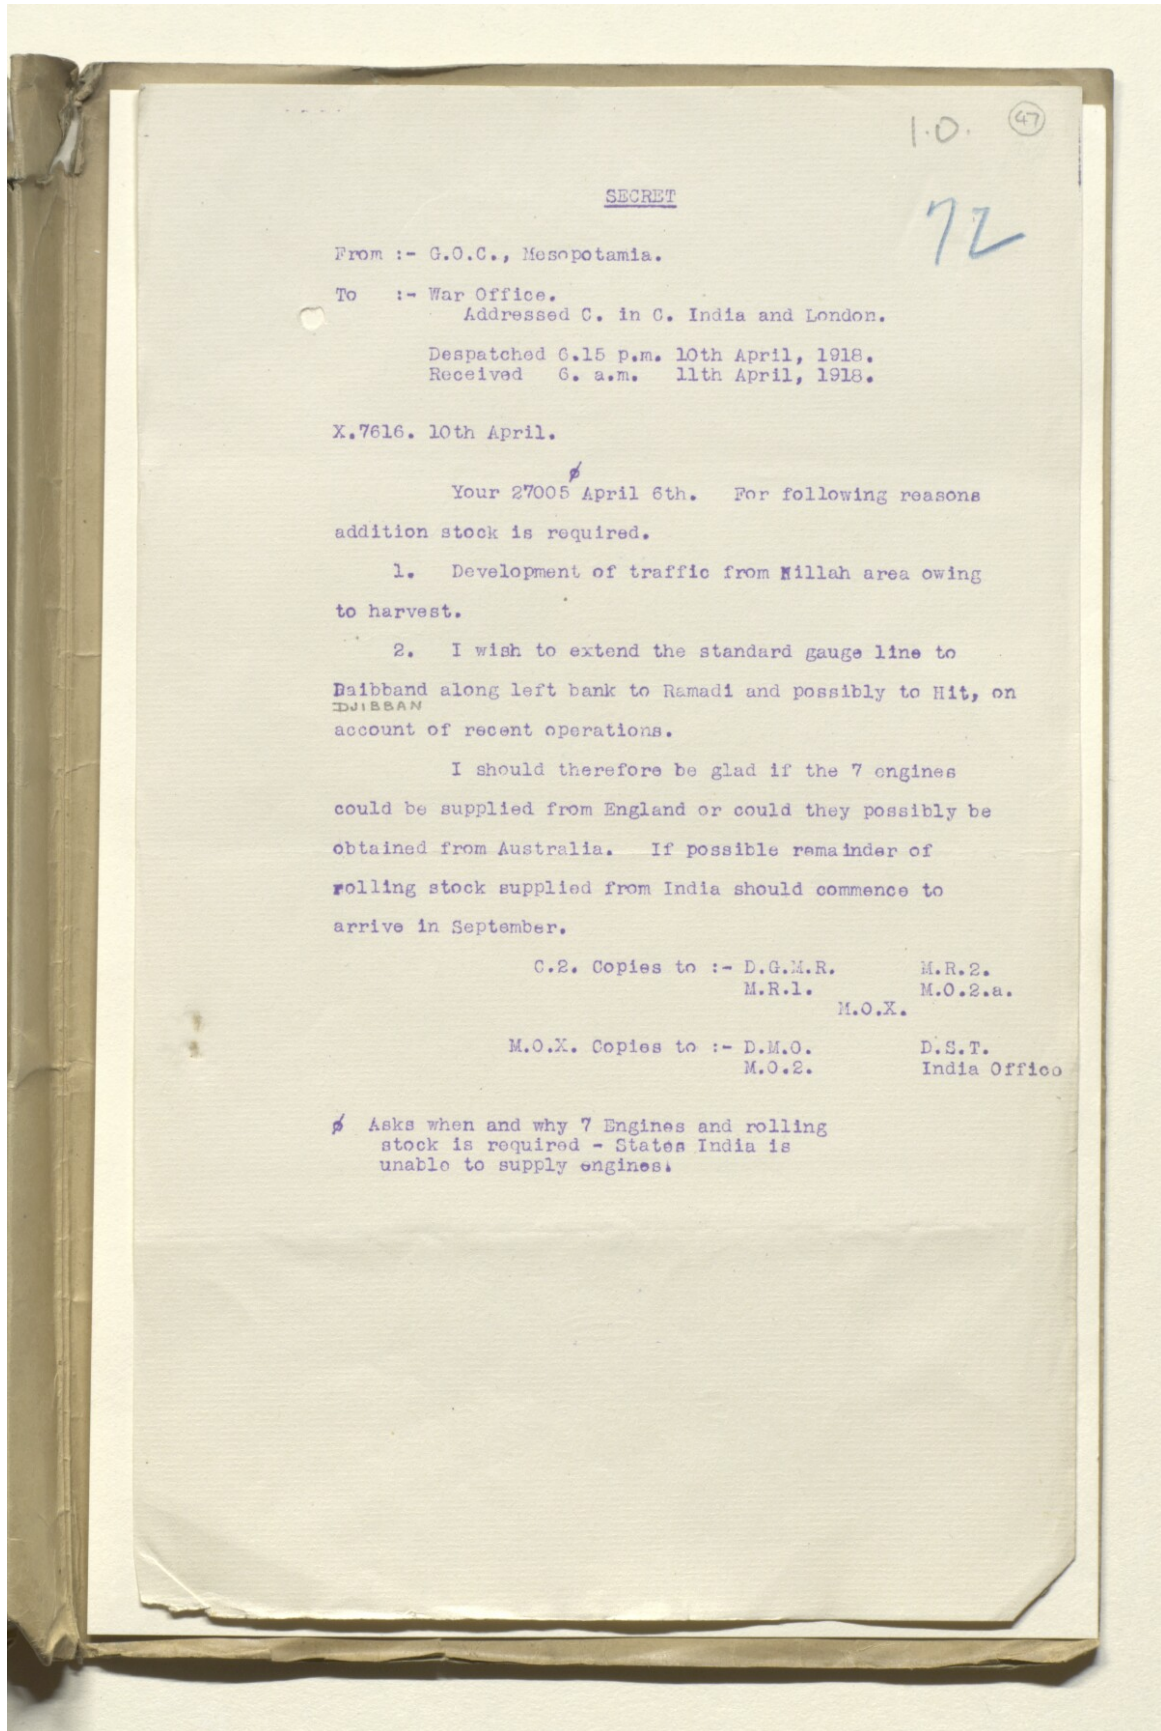 I.O. 47
SECRET
72
From :- G.O.C., Mesopotamia.
To :- War Office.
Addressed C. in C. India and London.
Despatched 6.15 p.m. 10th April, 1918.
Received 6. a.m. 11th April, 1918.
X.7616. 10th April.
ø
Your 27005 April 6th. For following reasons
addition stock is required.
1. Development of traffic from Hillah area owing
to harvest.
2. I wish to extend the standard gauge line to
Daibband along left bank to Ramadi and possibly to Hit, on
DJIBBAN
account of recent operations.
I should therefore be glad if the 7 engines
could be supplied from England or could they possibly be
obtained from Australia. If possible remainder of
rolling stock supplied from India should commence to
arrive in September.
C.2. Copies to :- D.G.M.R. M.R.2.
M.R.1. M.O.2.a.
M.O.X.
M.O.X. Copies to :- D.M.O. D.S.T.
M.O.2. India Office
ø Asks when and why 7 Engines and rolling
stock is required - States India is
unable to supply engines.